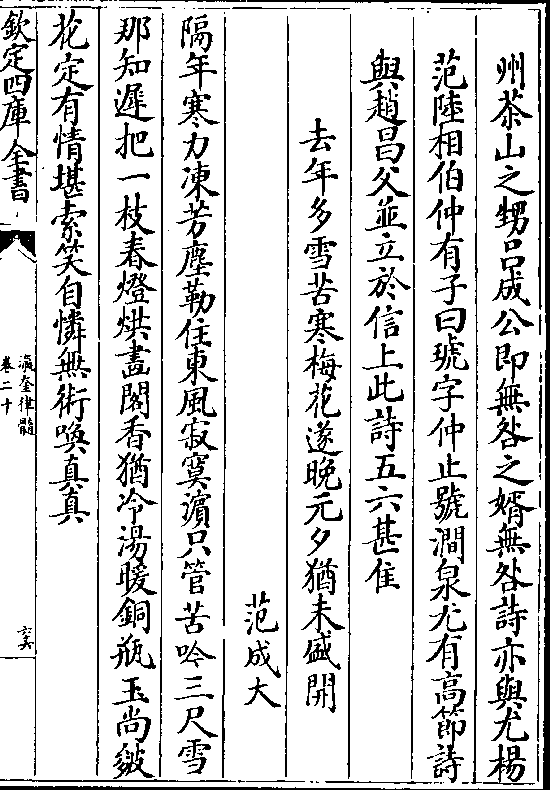 州茶山之甥吕成公即無咎之婿無咎詩亦與尤楊
范陸相伯仲有子曰琥字仲止號澗泉尤有高節詩
與趙昌父並立於信上此詩五六甚佳
去年多雪苦寒梅花遂晚元夕猶未盛開
范成大
隔年寒力凍芳塵勒住東風寂寞濵只管苦吟三尺雪
那知遲把一枝春燈烘畫閣香猶冷湯暖銅瓶玉尚皴
花定有情堪索笑自憐無術喚真真
欽定四庫全書
瀛奎律髓
卷二十
六